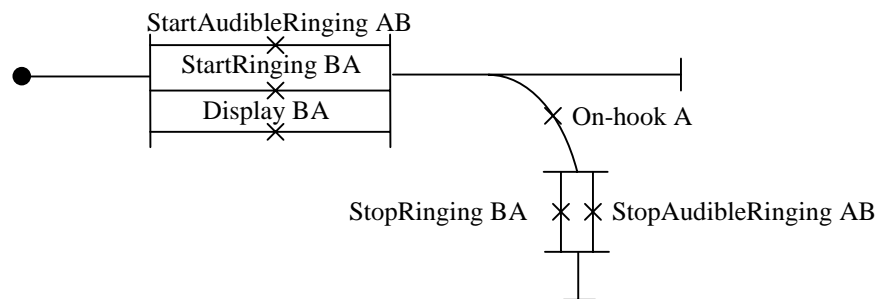 StartAudibleRinging AB
StartRinging BA
Display BA
On-hook A
StopRinging BA
StopAudibleRinging AB